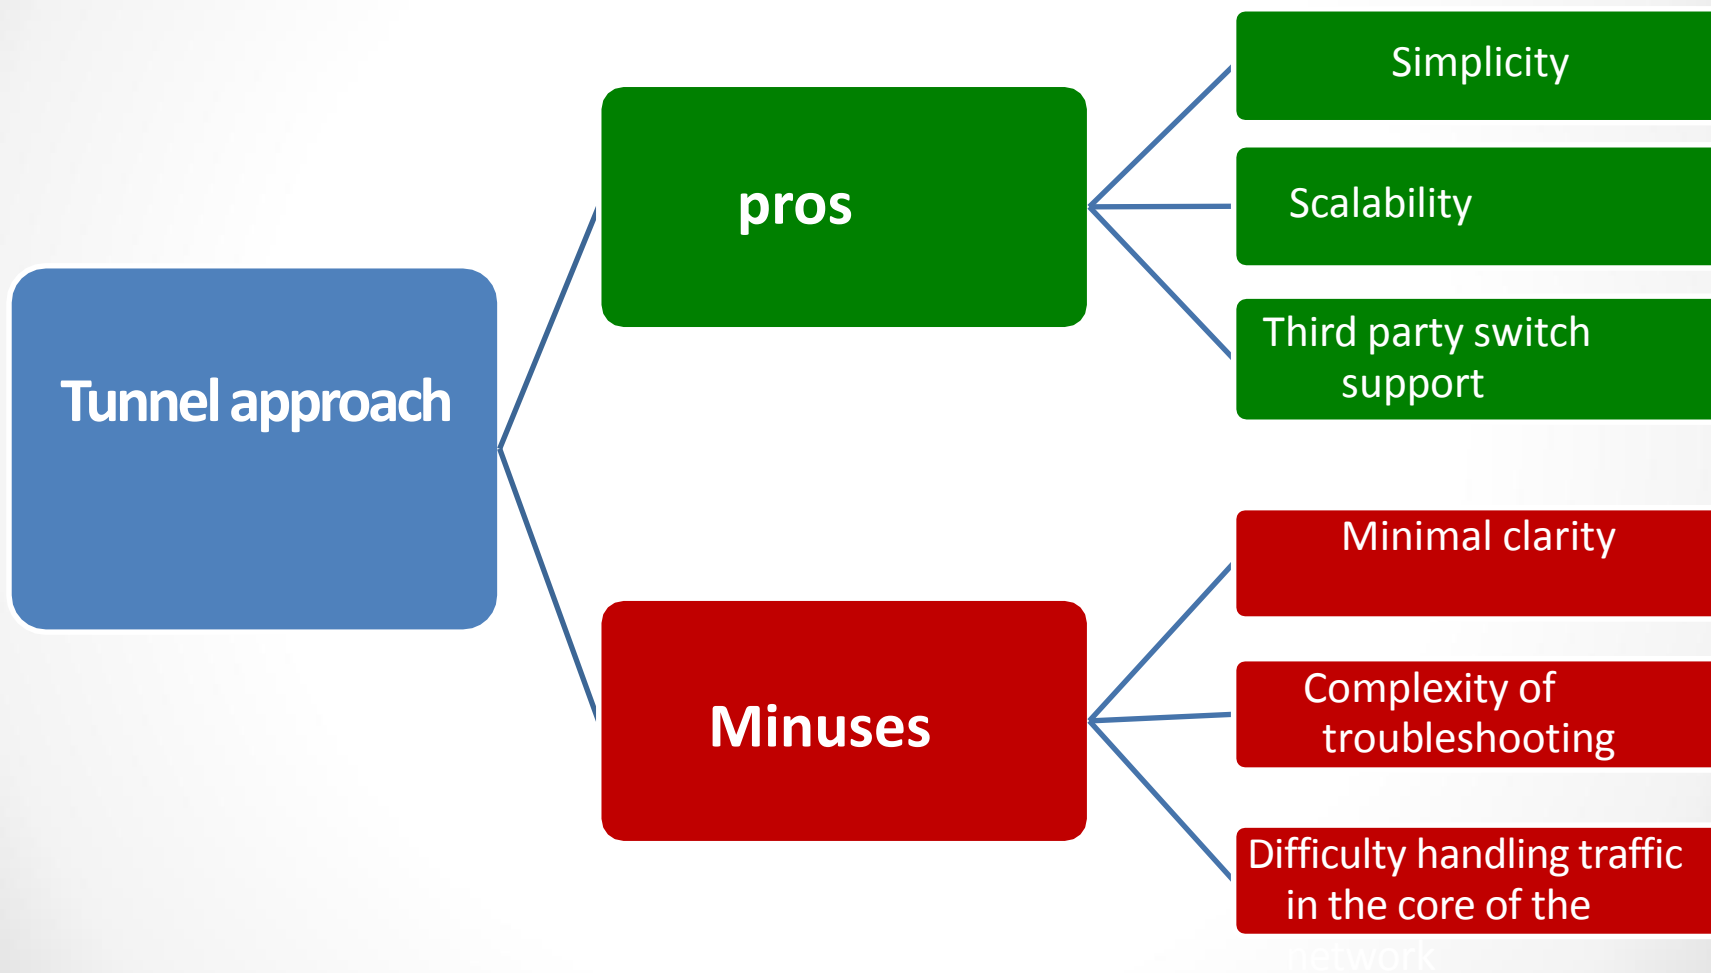 Tunnel approach
pros
Simplicity
Scalability
Third party switch
support
Minuses
Minimal clarity
Complexity of
troubleshooting
Difficulty handling traffic
in the core of the
network